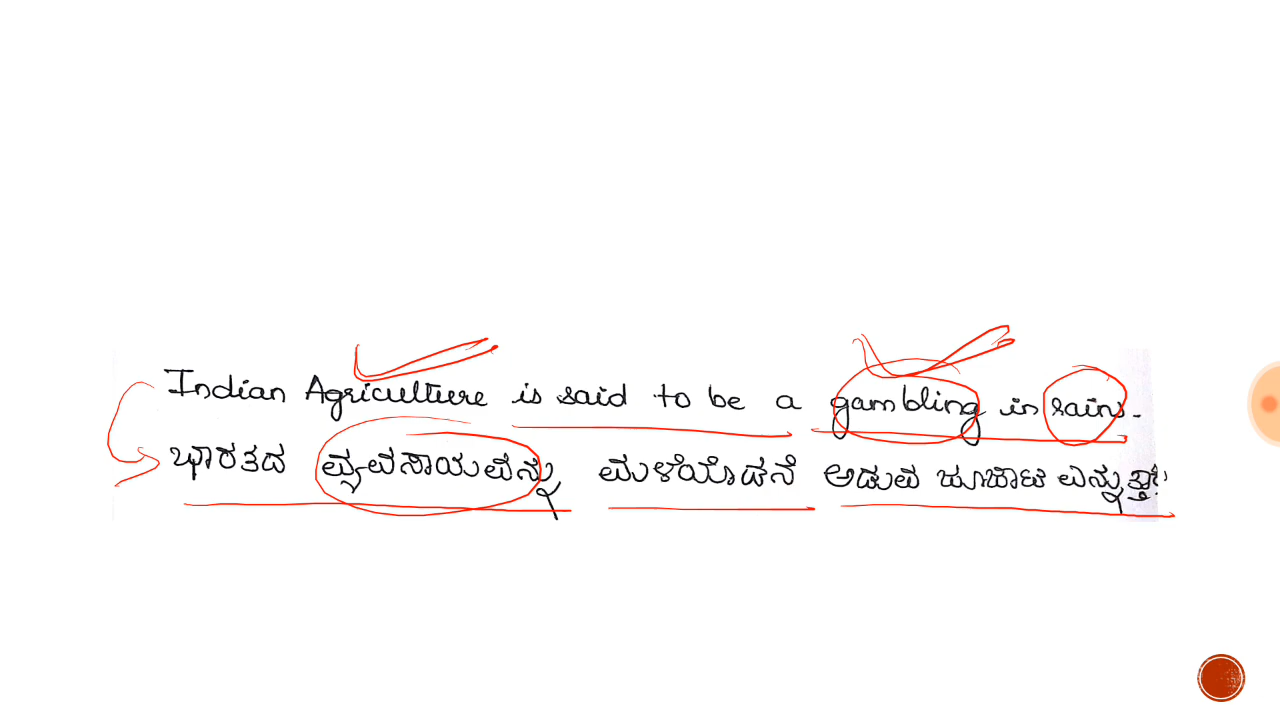 Indian Agriculture is said to be a gambling in rains.
ಭಾರತದ ವ್ಯವಸಾಯವನ್ನು ಮಳೆಯೊಡನೆ ಆಡುವ ಜೂಜಾಟ ಎನ್ನುತ್ತಾರೆ